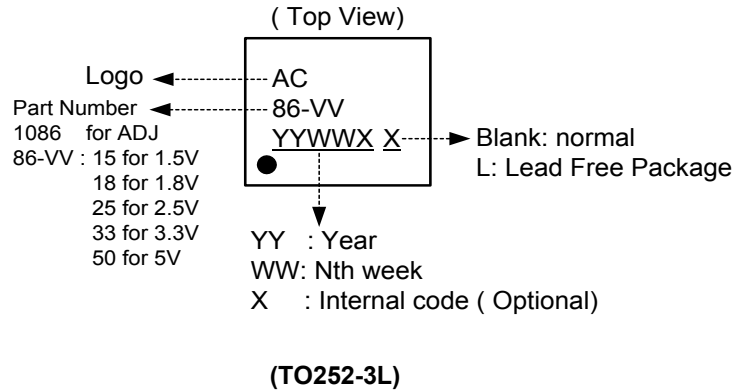 ( Top View)
Logo
AC
Part Number
86-VV
1086 for ADJ
YYWWX X
Blank: normal
86-VV : 15 for 1.5V
L: Lead Free Package
18 for 1.8V
25 for 2.5V
33 for 3.3V
50 for 5V
YY : Year
WW: Nth week
X : Internal code ( Optional)
(TO252-3L)